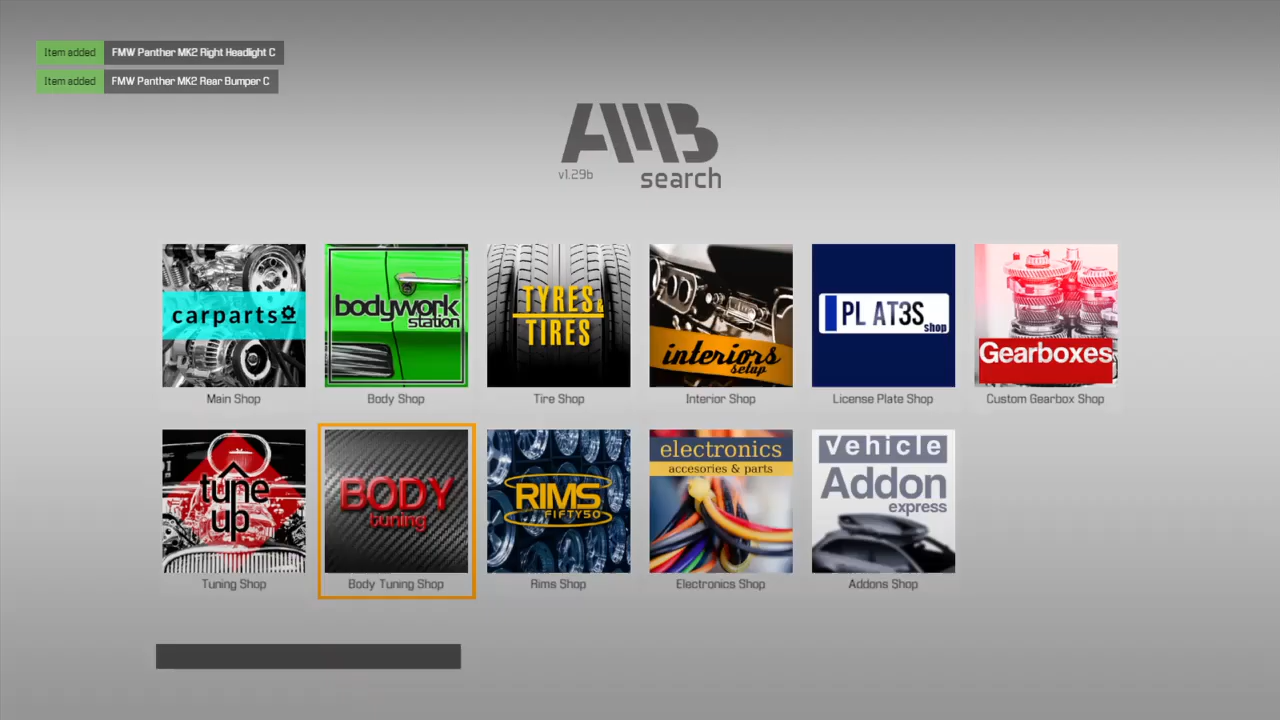 Item added FMW Panther MK2 Right Headlight C
Item added FMW Panther MK2 Rear Bumper C
AMB
v1.29b search
carparts
bodywork
station
TYRES&
TIRES
interiors
setup
PL AT3S
shop
Gearboxes
Main Shop
Body Shop
Tire Shop
Interior Shop
License Plate Shop
Custom Gearbox Shop
tune
up
BODY
tuning
RIMS
FIFTY50
electronics
accesories & parts
vehicle
Addon
express
Tuning Shop
Body Tuning Shop
Rims Shop
Electronics Shop
Addons Shop